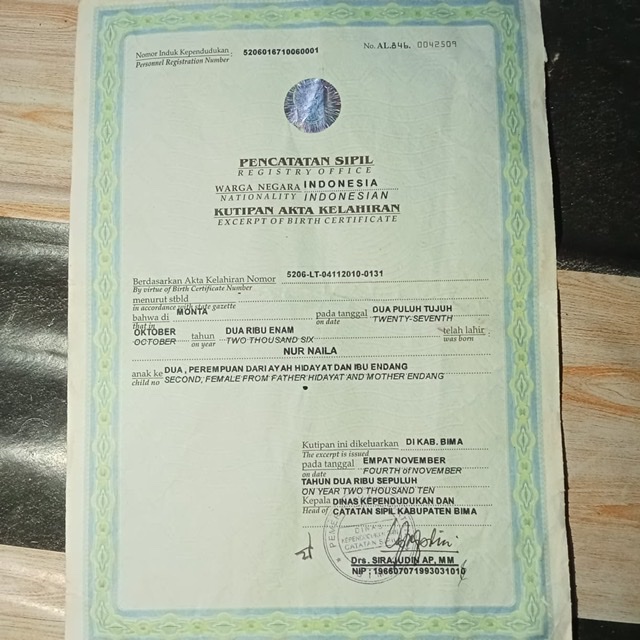 Nomor Induk Kependudukan 5206016710060001
Personnel Registration Number
No. AL.846. 0042509
PENCATATAN SIPIL
REGISTRY OFFICE
WARGA NEGARA INDONESIA
NATIONALITY INDONESIAN
KUTIPAN AKTA KELAHIRAN
EXCERPT OF BIRTH CERTIFICATE
Berdasarkan Akta Kelahiran Nomor 5206-LT-04112010-0131
By virtue of Birth Certificate Number
menurut stbld
in accordance with state gazette
bahwa di MONTA pada tanggal DUA PULUH TUJUH
that in on date TWENTY-SEVENTH
OKTOBER tahun DUA RIBU ENAM telah lahir
OCTOBER on year TWO THOUSAND SIX was born
NUR NAILA
anak ke DUA, PEREMPUAN DARI AYAH HIDAYAT DAN IBU ENDANG
child no SECOND, FEMALE FROM FATHER HIDAYAT AND MOTHER ENDANG
Kutipan ini dikeluarkan DI KAB. BIMA
The excerpt is issued
pada tanggal EMPAT NOVEMBER
on date FOURTH of NOVEMBER
TAHUN DUA RIBU SEPULUH
ON YEAR TWO THOUSAND TEN
Kepala DINAS KEPENDUDUKAN DAN
Head of CATATAN SIPIL KABUPATEN BIMA
DINAS
KEPENDUDUKAN
CATATAN SIPIL
Drs. SIRAJUDIN AP, MM
NIP : 19660707199303101